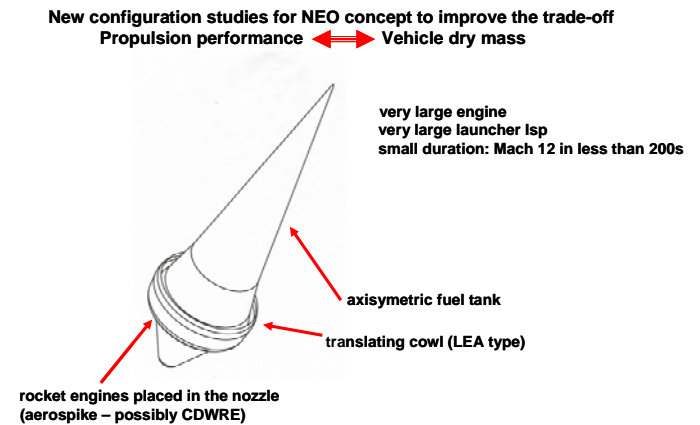 New configuration studies for NEO concept to improve the trade-off
Propulsion performance Vehicle dry mass
very large engine
very large launcher Isp
small duration: Mach 12 in less than 200s
axisymetric fuel tank
translating cowl (LEA type)
rocket engines placed in the nozzle
(aerospike – possibly CDWRE)